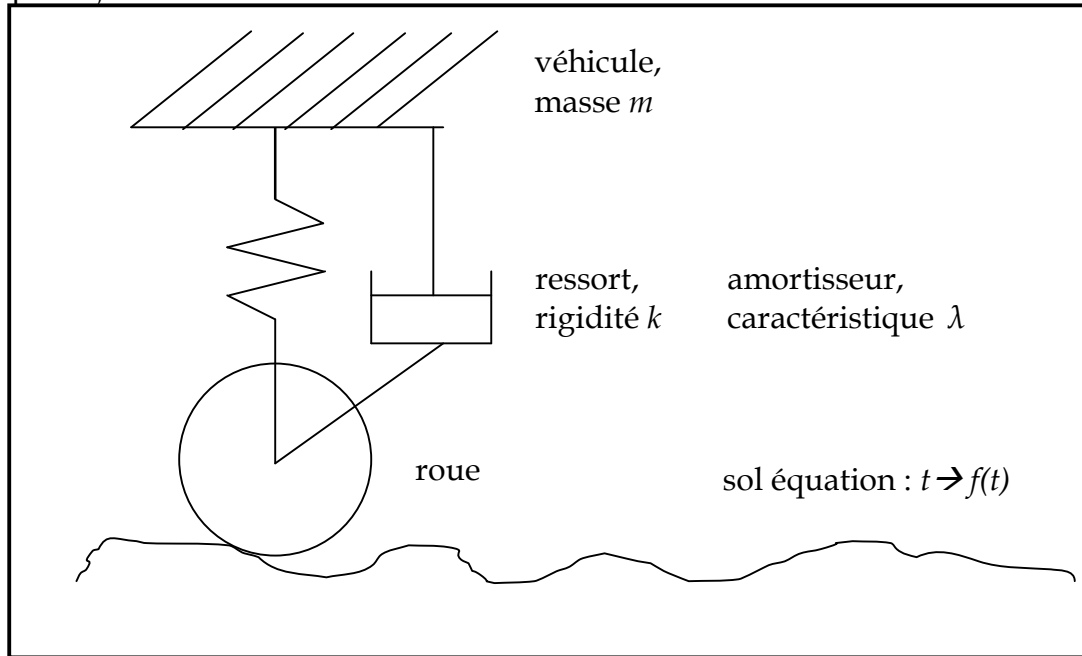 véhicule,
masse m
ressort,
rigidité k
amortisseur,
caractéristique λ
roue
sol équation : t → f(t)